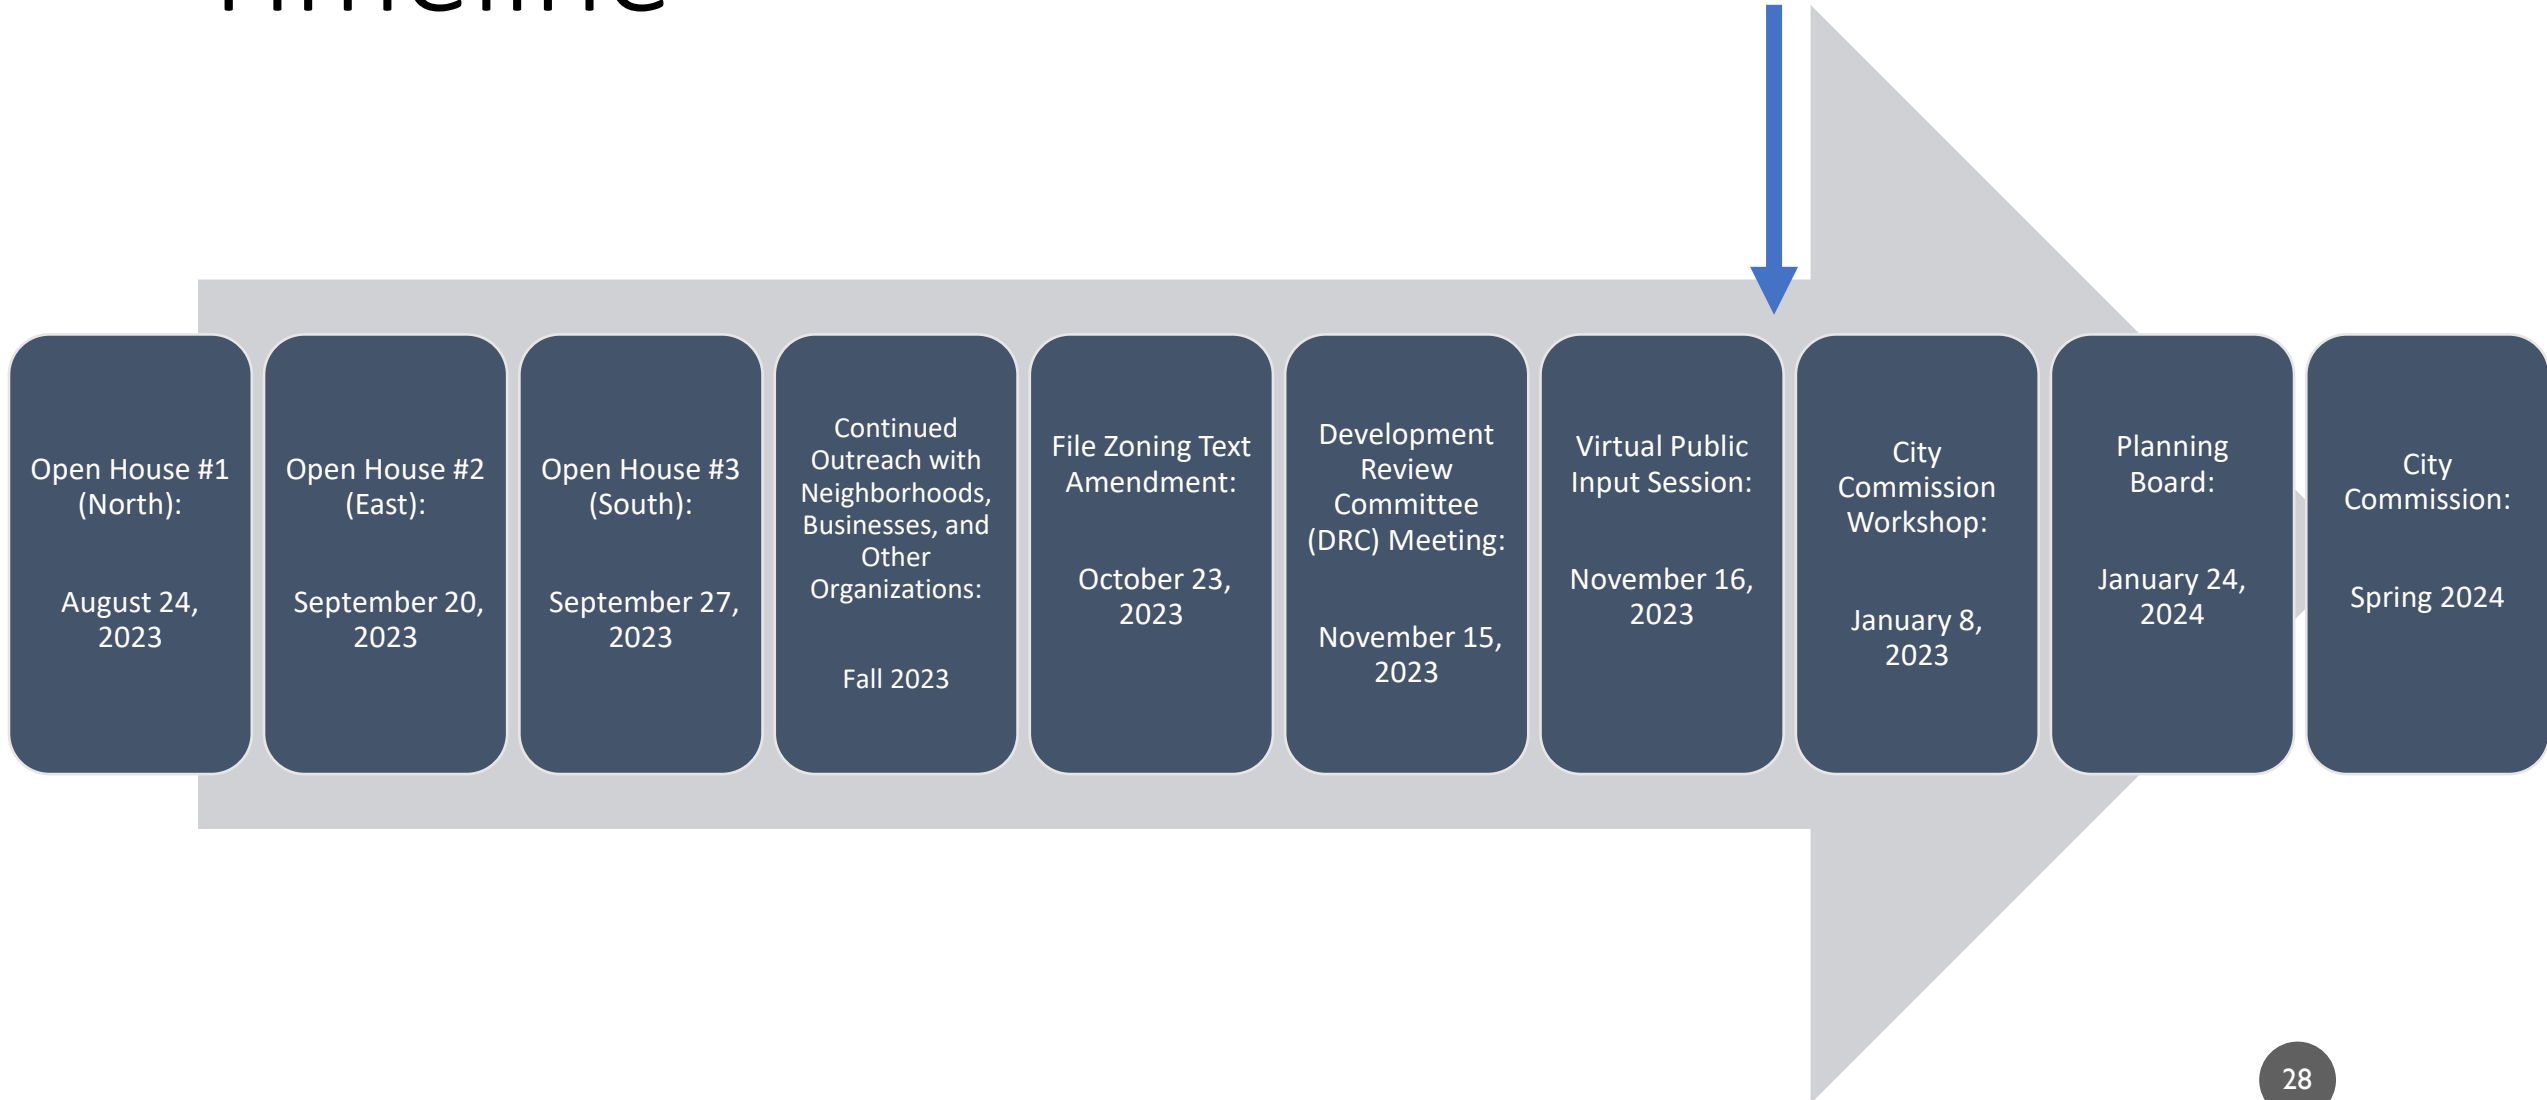 Timeline
Open House #1
(North):
August 24,
2023
Open House #2
(East):
September 20,
2023
Open House #3
(South):
September 27,
2023
Continued
Outreach with
Neighborhoods,
Businesses, and
Other
Organizations:
Fall 2023
File Zoning Text
Amendment:
October 23,
2023
Development
Review
Committee
(DRC) Meeting:
November 15,
2023
Virtual Public
Input Session:
November 16,
2023
City
Commission
Workshop:
January 8,
2023
Planning
Board:
January 24,
2024
City
Commission:
Spring 2024
28